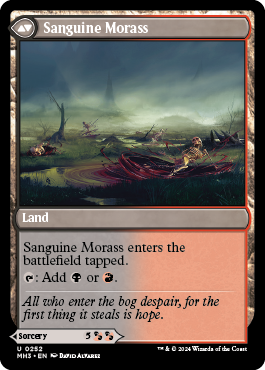 Sanguine Morass
Land
Sanguine Morass enters the
battlefield tapped.
: Add or .
All who enter the bog despair, for the
first thing it steals is hope.
Sorcery 5
U 0252
MH3 • EN DAVID ALVAREZ
™ & © 2024 Wizards of the Coast